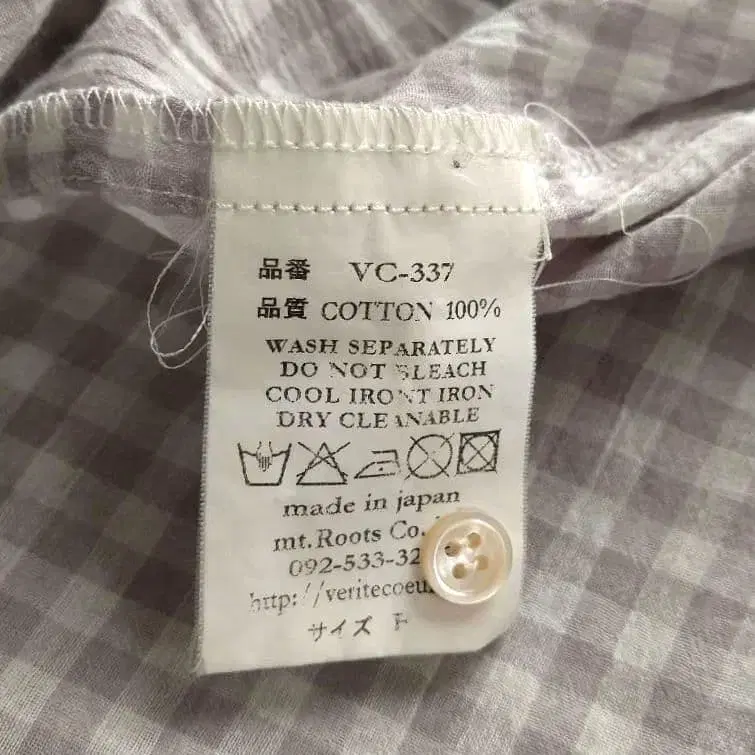 品番 VC-337
品質 COTTON 100%
WASH SEPARATELY
DO NOT BLEACH
COOL IRON'T IRON
DRY CLEANABLE
made in japan
mt.Roots Co.
092-533-32
http://veritecoeu
サイズ F